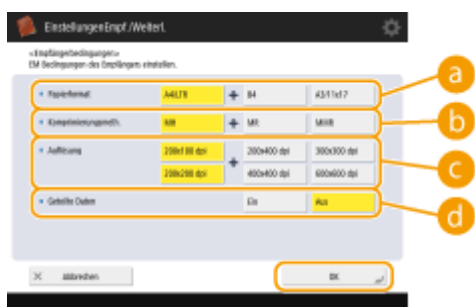 Einstellungen Empf./Weiterl.
<Empfängerbedingungen>
EM Bedingungen des Empfängers einstellen.
Papierformat A4/LTR + B4 A3/11x17 a
Komprimierungsmeth. MH + MR MMR b
Auflösung 200x100 dpi + 200x400 dpi 300x300 dpi c
200x200 dpi 400x400 dpi 600x600 dpi
Geteilte Daten Ein Aus d
× Abbrechen OK